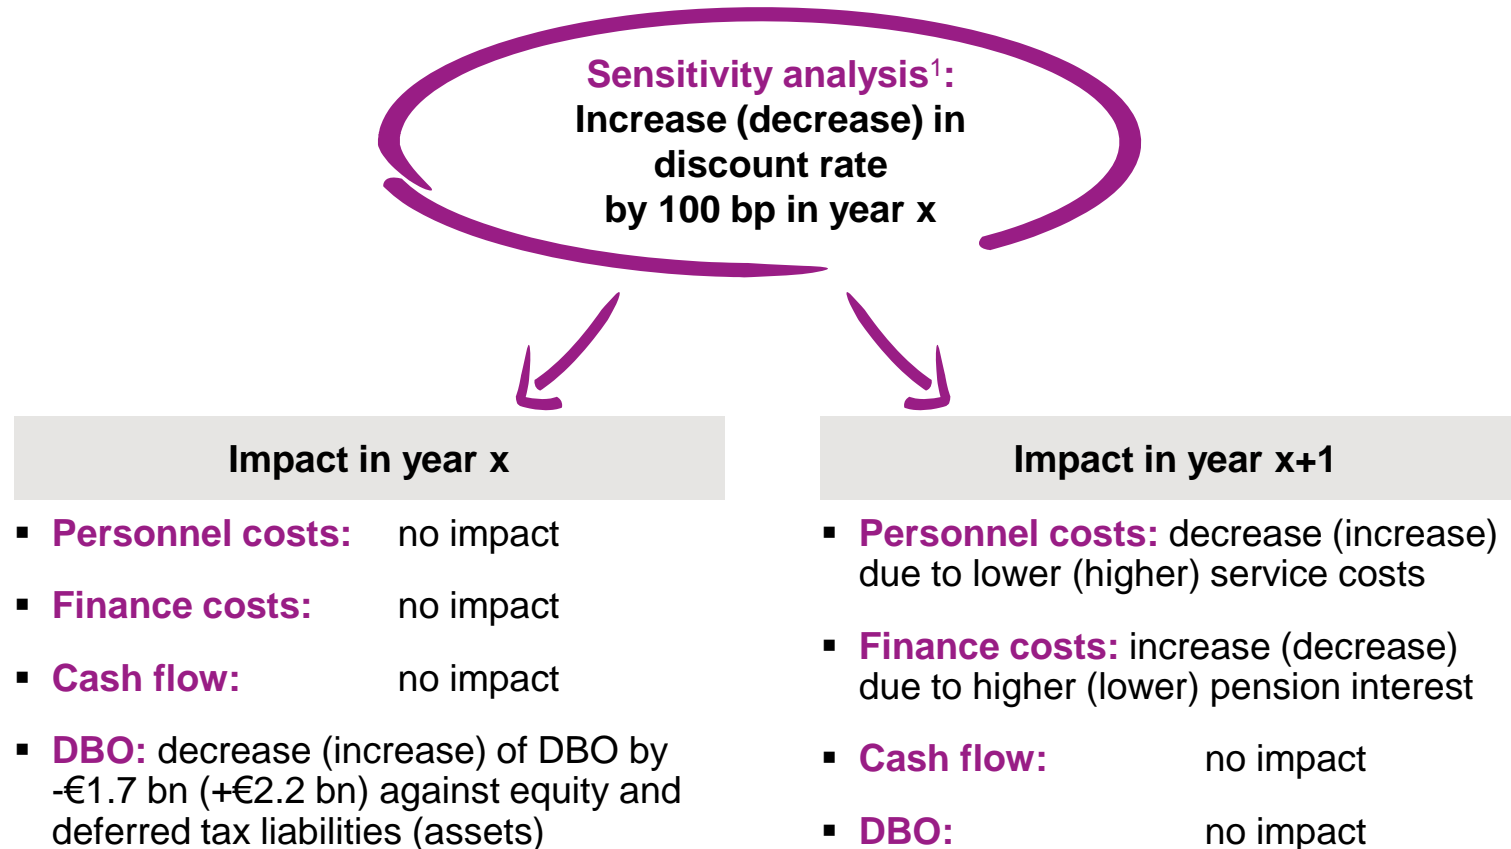 Sensitivity analysis¹:
Increase (decrease) in
discount rate
by 100 bp in year x
Impact in year x
▪ Personnel costs: no impact
▪ Finance costs: no impact
▪ Cash flow: no impact
▪ DBO: decrease (increase) of DBO by
-€1.7 bn (+€2.2 bn) against equity and
deferred tax liabilities (assets)
Impact in year x+1
▪ Personnel costs: decrease (increase)
due to lower (higher) service costs
▪ Finance costs: increase (decrease)
due to higher (lower) pension interest
▪ Cash flow: no impact
▪ DBO: no impact